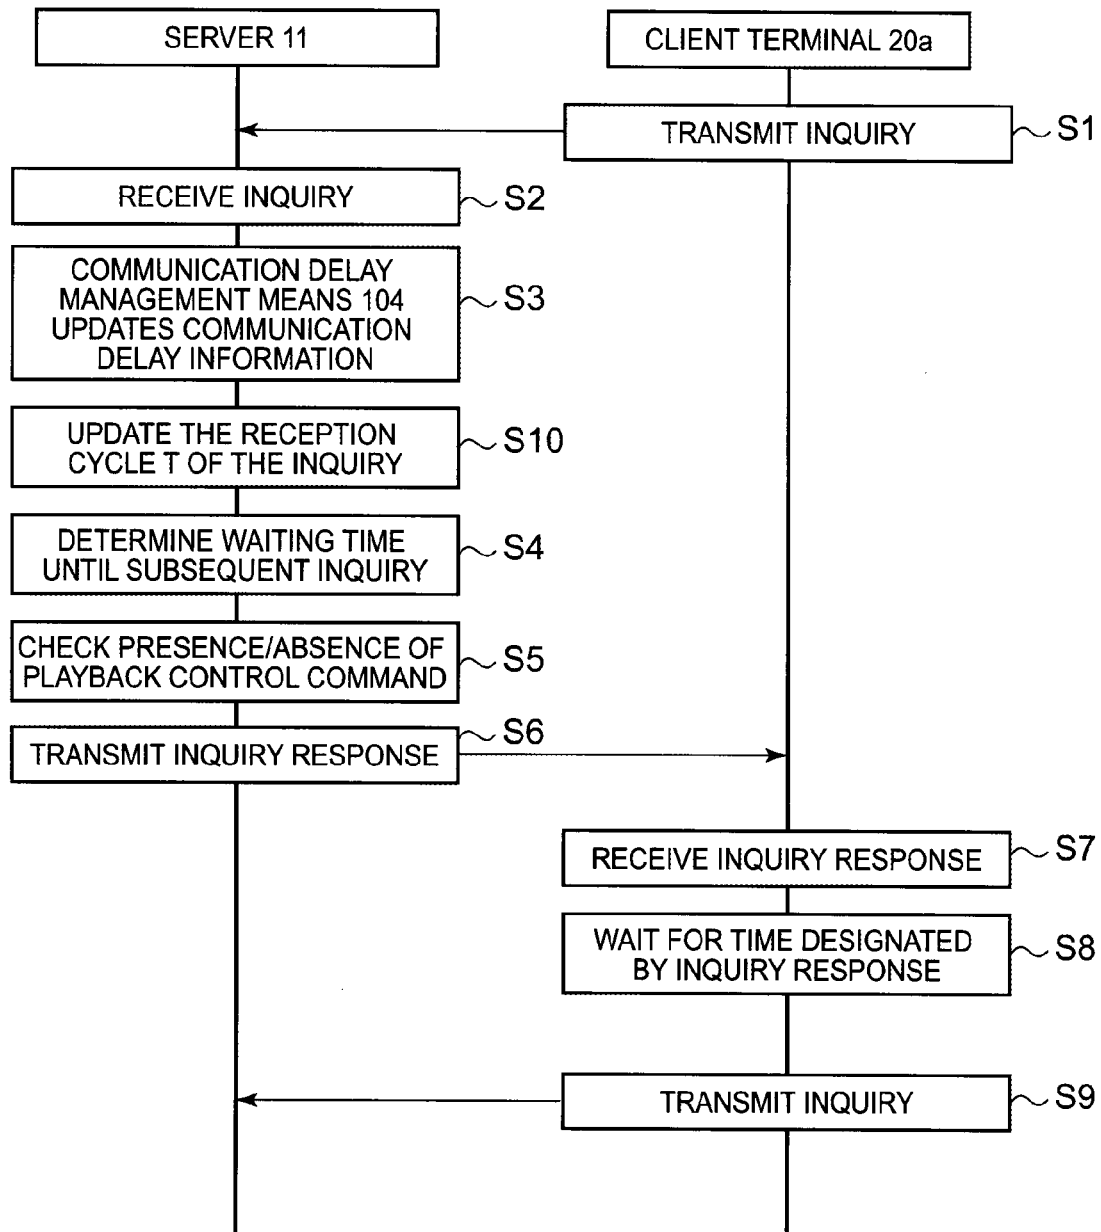 SERVER 11
CLIENT TERMINAL 20a
TRANSMIT INQUIRY
S1
RECEIVE INQUIRY
S2
COMMUNICATION DELAY
MANAGEMENT MEANS 104
UPDATES COMMUNICATION
DELAY INFORMATION
S3
UPDATE THE RECEPTION
CYCLE T OF THE INQUIRY
S10
DETERMINE WAITING TIME
UNTIL SUBSEQUENT INQUIRY
S4
CHECK PRESENCE/ABSENCE OF
PLAYBACK CONTROL COMMAND
S5
TRANSMIT INQUIRY RESPONSE
S6
RECEIVE INQUIRY RESPONSE
S7
WAIT FOR TIME DESIGNATED
BY INQUIRY RESPONSE
S8
TRANSMIT INQUIRY
S9